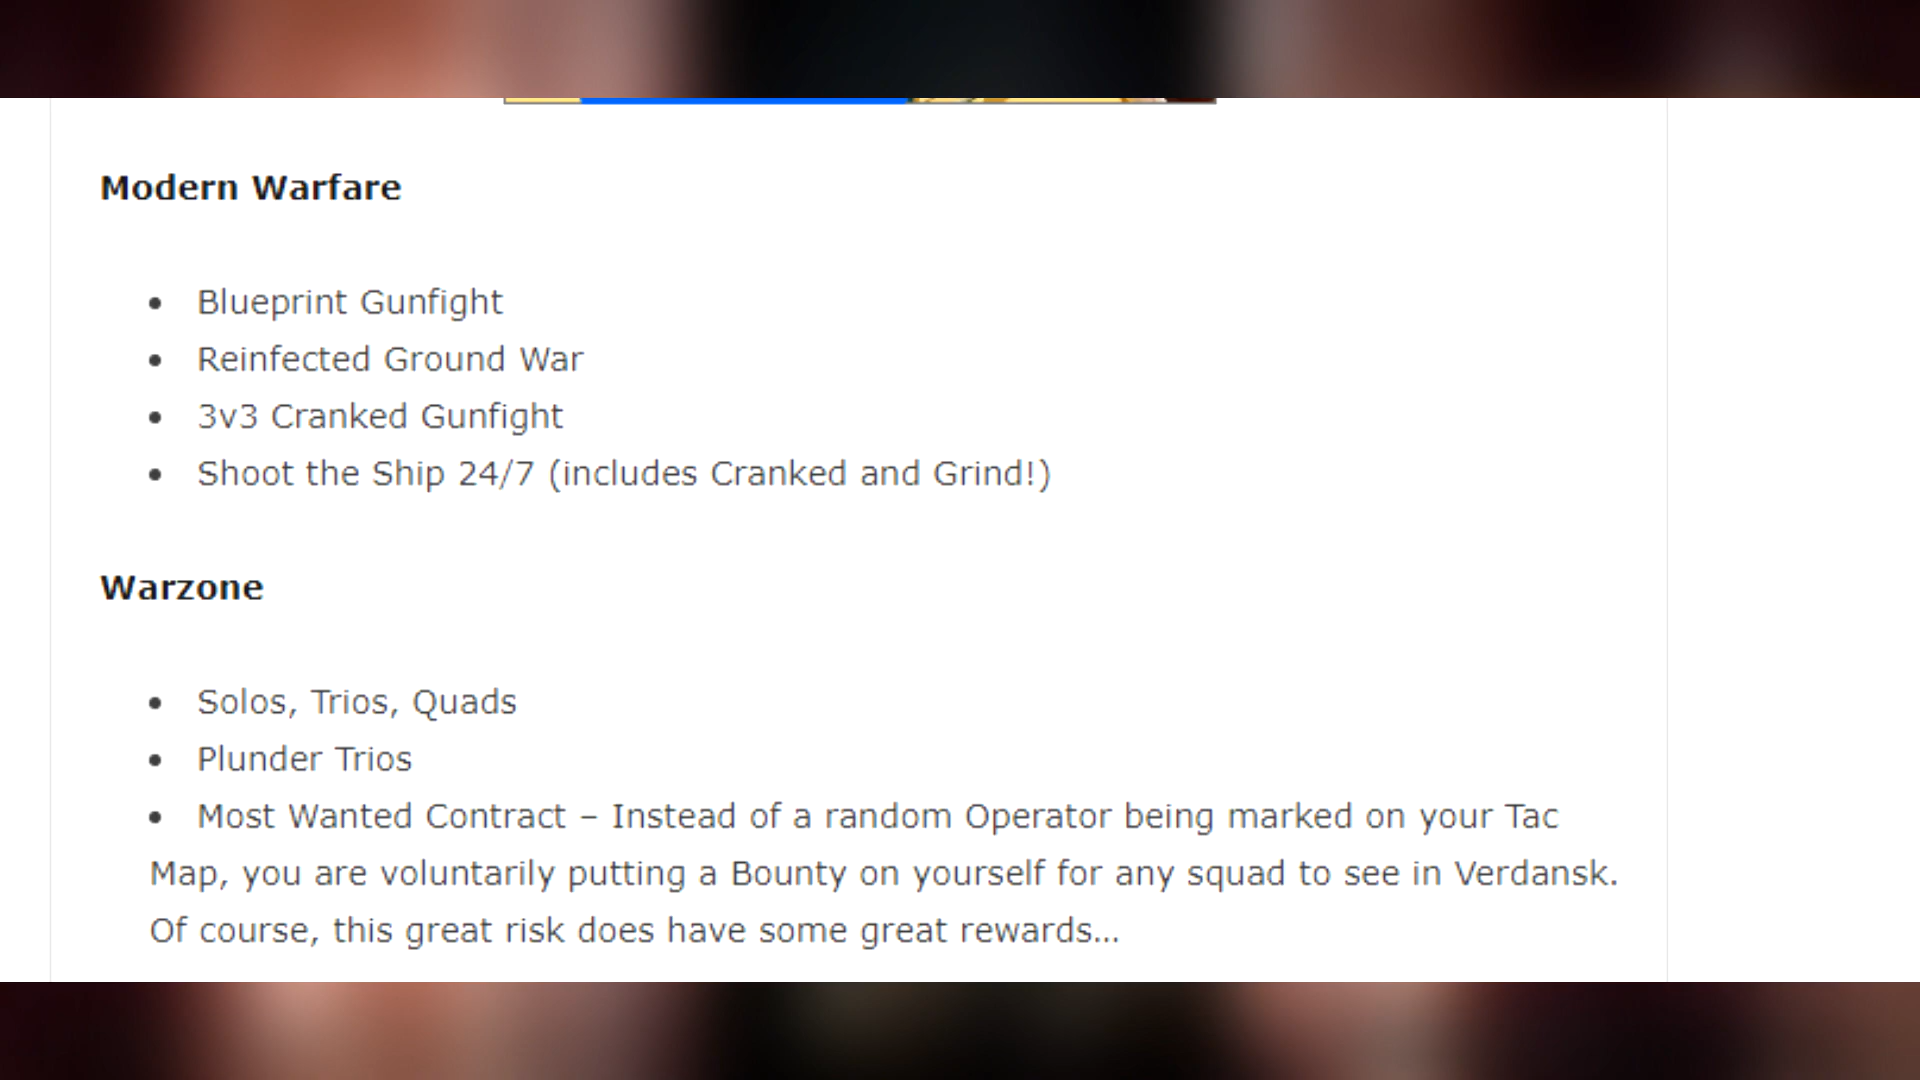 Modern Warfare
• Blueprint Gunfight
• Reinfected Ground War
• 3v3 Cranked Gunfight
• Shoot the Ship 24/7 (includes Cranked and Grind!)
Warzone
• Solos, Trios, Quads
• Plunder Trios
• Most Wanted Contract – Instead of a random Operator being marked on your Tac
Map, you are voluntarily putting a Bounty on yourself for any squad to see in Verdansk.
Of course, this great risk does have some great rewards…